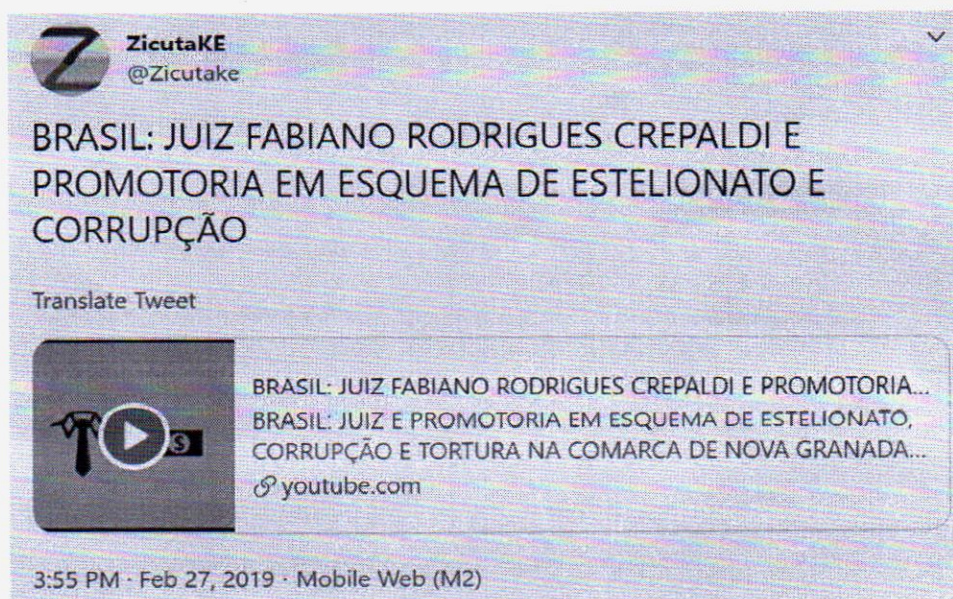 ZicutaKE
@Zicutake
BRASIL: JUIZ FABIANO RODRIGUES CREPALDI E
PROMOTORIA EM ESQUEMA DE ESTELIONATO E
CORRUPÇÃO
Translate Tweet
BRASIL: JUIZ FABIANO RODRIGUES CREPALDI E PROMOTORIA...
BRASIL: JUIZ E PROMOTORIA EM ESQUEMA DE ESTELIONATO,
CORRUPÇÃO E TORTURA NA COMARCA DE NOVA GRANADA...
youtube.com
3:55 PM · Feb 27, 2019 · Mobile Web (M2)